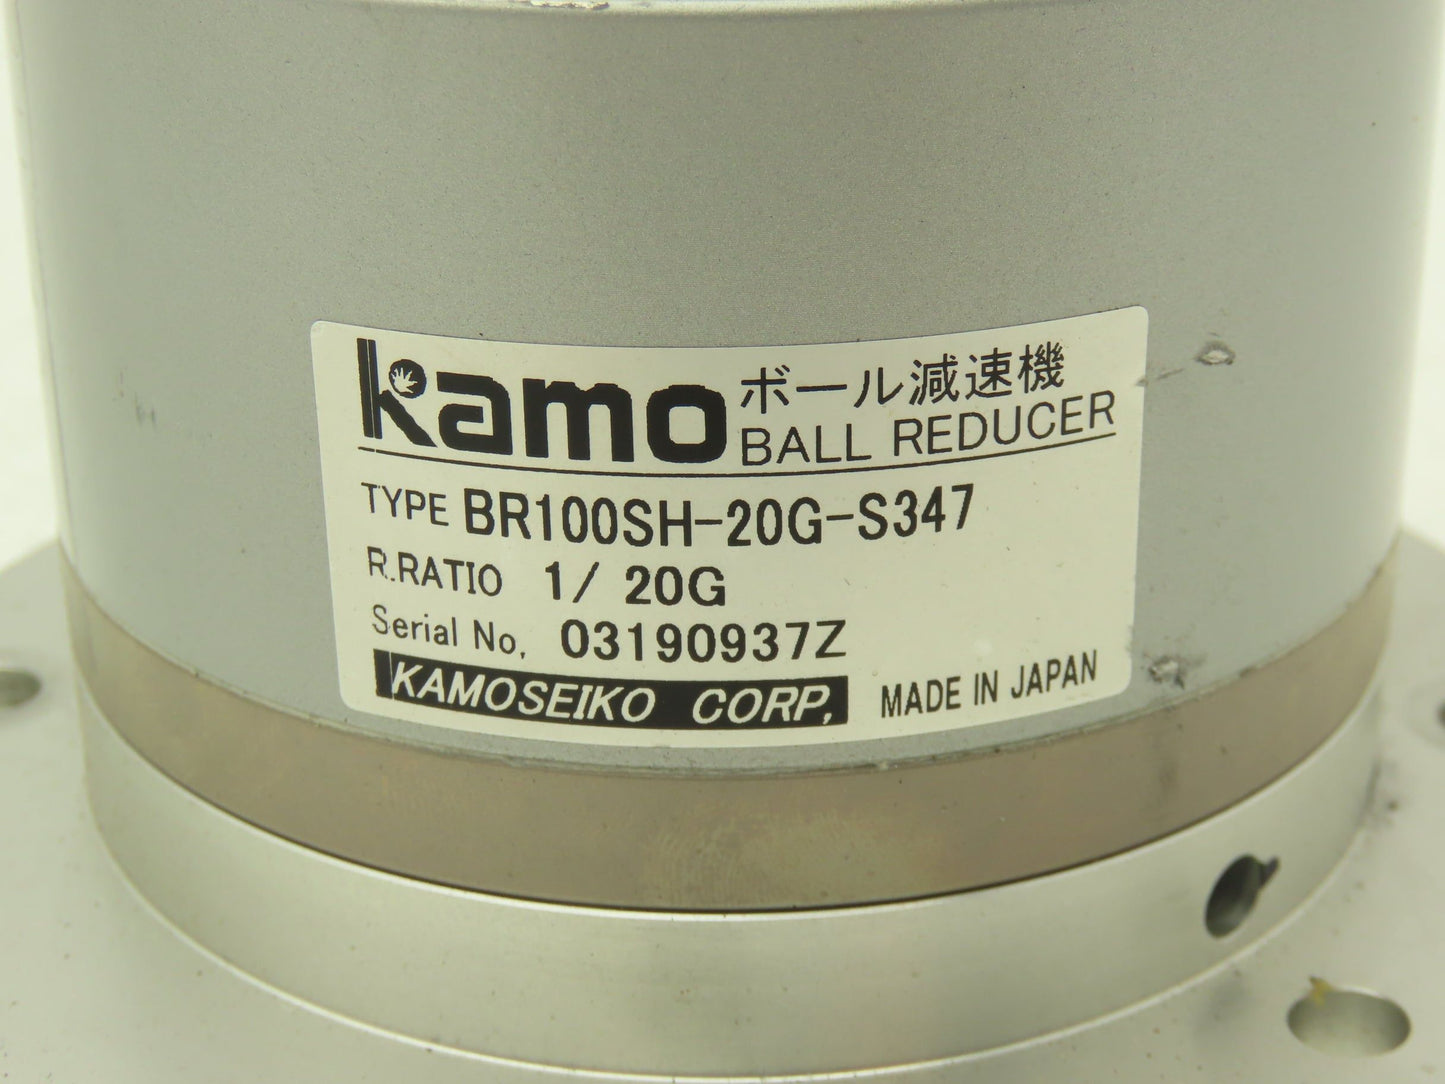 kamo ボール減速機
BALL REDUCER
TYPE BR100SH-20G-S347
R.RATIO 1/ 20G
Serial No. 03190937Z
KAMOSEIKO CORP. MADE IN JAPAN